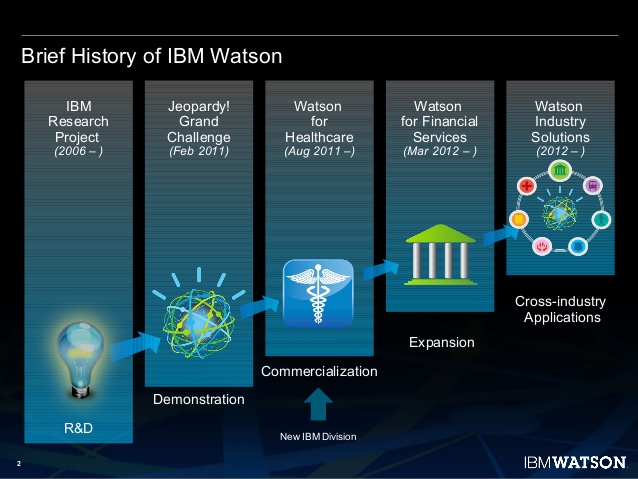 Brief History of IBM Watson
IBM
Research
Project
(2006 – )
R&D
Jeopardy!
Grand
Challenge
(Feb 2011)
Demonstration
Watson
for
Healthcare
(Aug 2011 –)
Commercialization
New IBM Division
Watson
for Financial
Services
(Mar 2012 – )
Expansion
Watson
Industry
Solutions
(2012 – )
Cross-industry
Applications
2
IBM WATSON